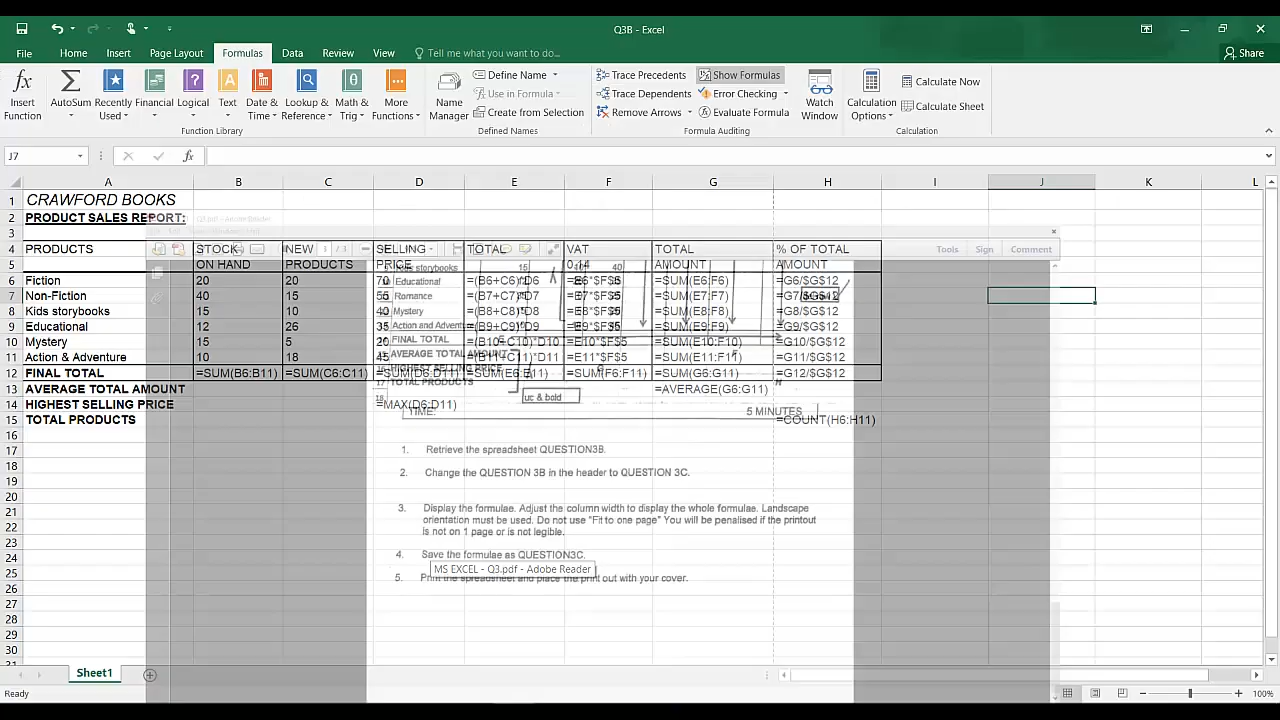 Q3B - Excel
File Home Insert Page Layout Formulas Data Review View Tell me what you want to do... Share
Insert Function
AutoSum
Recently Used
Financial
Logical
Text
Date & Time
Lookup & Reference
Math & Trig
More Functions
Function Library
Name Manager
Define Name
Use in Formula
Create from Selection
Defined Names
Trace Precedents Show Formulas
Trace Dependents Error Checking
Remove Arrows Evaluate Formula
Formula Auditing
Watch Window
Calculation Options
Calculate Now
Calculate Sheet
Calculation
J7 fx
A B C D E F G H I J K L
1 CRAWFORD BOOKS
2 PRODUCT SALES REPORT:
Q3.pdf - Adobe Reader
3
4 PRODUCTS STOCK NEW SELLING TOTAL VAT TOTAL % OF TOTAL
Tools Sign Comment
5 ON HAND PRODUCTS PRICE 0.14 AMOUNT AMOUNT
6 Fiction 20 20 70 =(B6+C6)*D6 =E6*$F$5 =SUM(E6:F6) =G6/$G$12
7 Non-Fiction 40 15 55 =(B7+C7)*D7 =E7*$F$5 =SUM(E7:F7) =G7/$G$12
8 Kids storybooks 15 10 40 =(B8+C8)*D8 =E8*$F$5 =SUM(E8:F8) =G8/$G$12
9 Educational 12 26 35 =(B9+C9)*D9 =E9*$F$5 =SUM(E9:F9) =G9/$G$12
10 Mystery 15 5 20 =(B10+C10)*D10 =E10*$F$5 =SUM(E10:F10) =G10/$G$12
11 Action & Adventure 10 18 45 =(B11+C11)*D11 =E11*$F$5 =SUM(E11:F11) =G11/$G$12
12 FINAL TOTAL =SUM(B6:B11) =SUM(C6:C11) =SUM(D6:D11) =SUM(E6:E11) =SUM(F6:F11) =SUM(G6:G11) =G12/$G$12
13 AVERAGE TOTAL AMOUNT =AVERAGE(G6:G11)
14 HIGHEST SELLING PRICE =MAX(D6:D11)
15 TOTAL PRODUCTS =COUNT(H6:H11)
Kids storybooks 15 10 40
Educational
Romance
Mystery
Action and Adventure
FINAL TOTAL
AVERAGE TOTAL AMOUNT
HIGHEST SELLING PRICE
17 TOTAL PRODUCTS
18
uc & bold
TIME: 5 MINUTES
16
17
18
19
20
21
22
23
24
25
26
27
28
29
30
1. Retrieve the spreadsheet QUESTION3B.
2. Change the QUESTION 3B in the header to QUESTION 3C.
3. Display the formulae. Adjust the column width to display the whole formulae. Landscape
orientation must be used. Do not use "Fit to one page" You will be penalised if the printout
is not on 1 page or is not legible.
4. Save the formulae as QUESTION3C.
MS EXCEL - Q3.pdf - Adobe Reader
5. Print the spreadsheet and place the print out with your cover.
Sheet1
Ready 100%